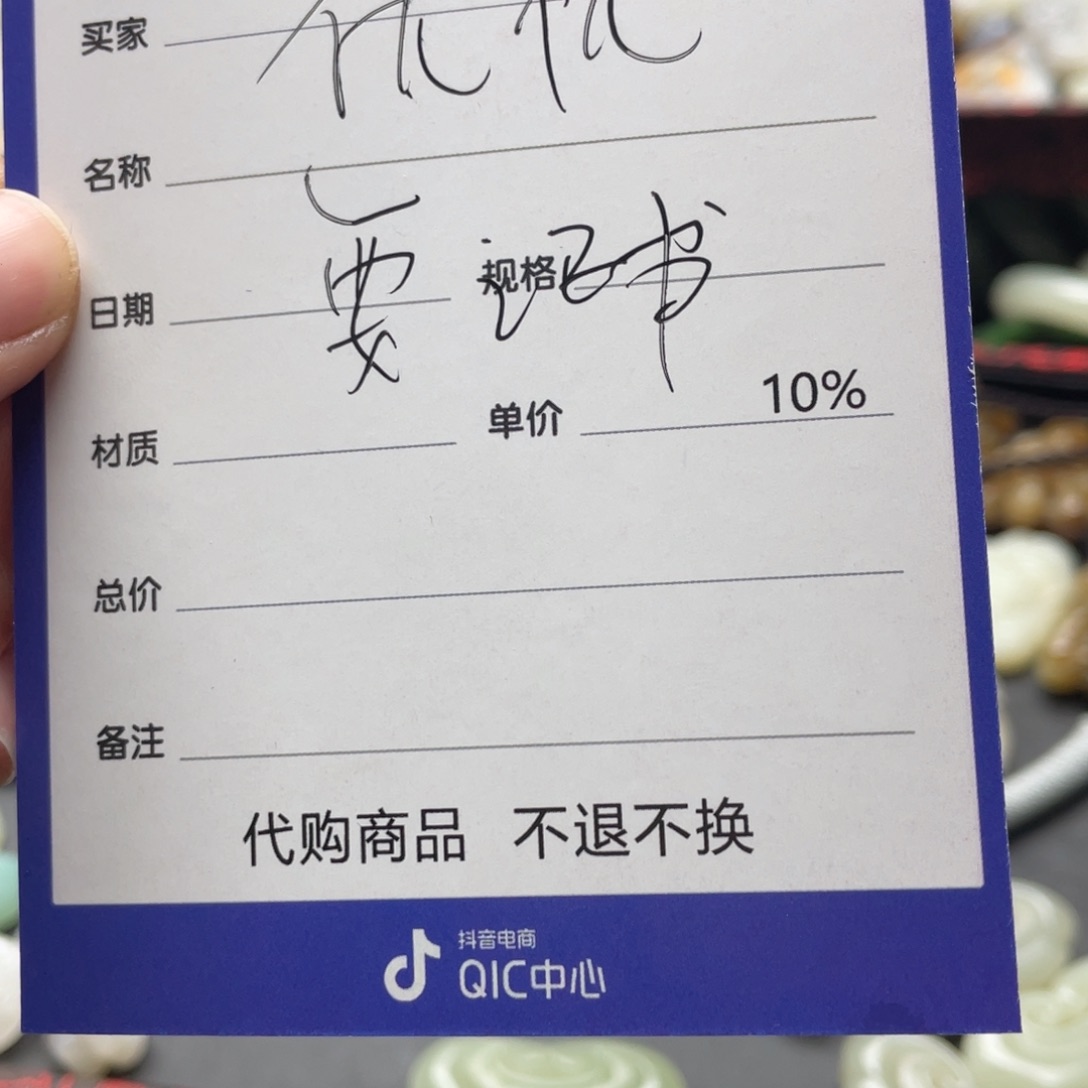 买家
名称
日期 要证书 规格
材质 单价 10%
总价
备注
代购商品 不退不换
抖音电商
QIC中心